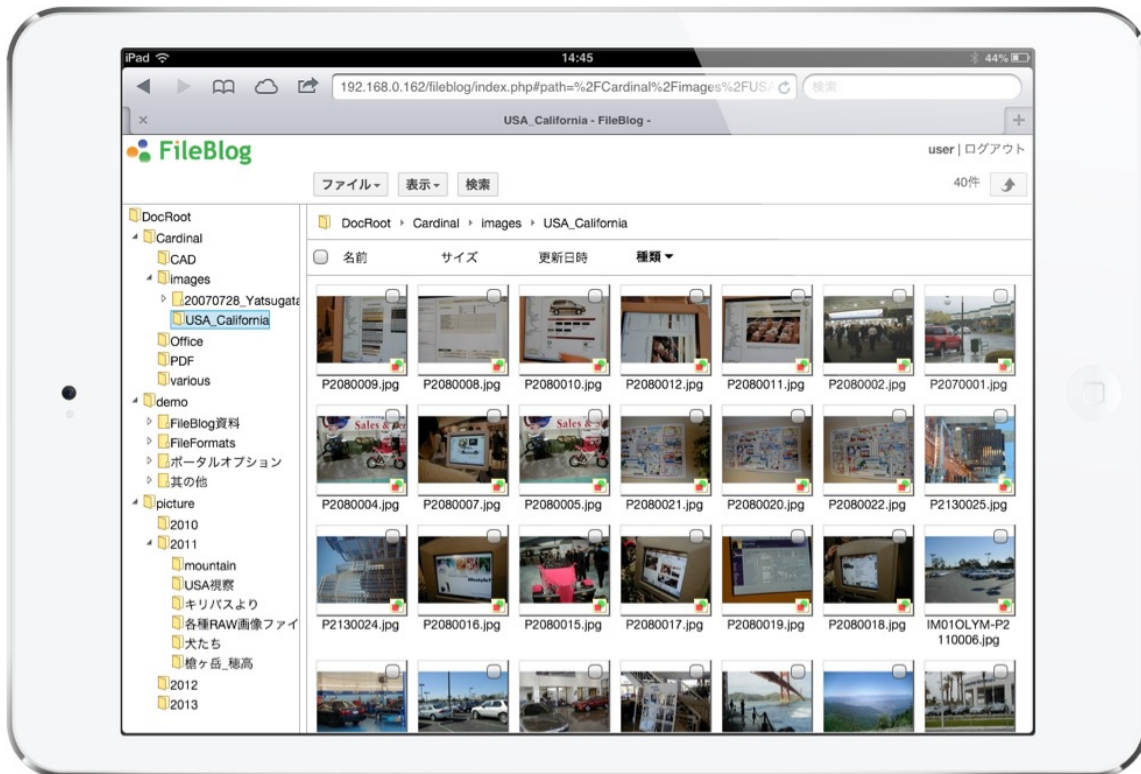 iPad 14:45 44%
192.168.0.162/fileblog/index.php#path=%2FCardinal%2Fimages%2FUSA 検索
USA_California - FileBlog -
FileBlog
user | ログアウト
ファイル 表示 検索 40件
DocRoot
Cardinal
CAD
images
20070728_Yatsugata
USA_California
Office
PDF
various
demo
FileBlog資料
FileFormats
ポータルオプション
其の他
picture
2010
2011
mountain
USA視察
キリバスより
各種RAW画像ファイ
犬たち
槍ヶ岳_穂高
2012
2013
DocRoot Cardinal images USA_California
名前 サイズ 更新日時 種類
P2080009.jpg P2080008.jpg P2080010.jpg P2080012.jpg P2080011.jpg P2080002.jpg P2070001.jpg
Sales & Sales &
P2080004.jpg P2080007.jpg P2080005.jpg P2080021.jpg P2080020.jpg P2080022.jpg P2130025.jpg
P2130024.jpg P2080016.jpg P2080015.jpg P2080017.jpg P2080019.jpg P2080018.jpg IM01OLYM-P2
110006.jpg